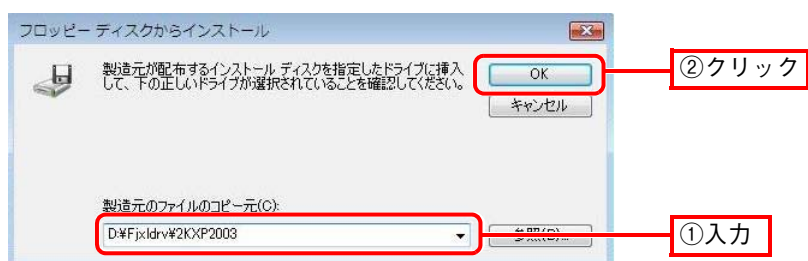 フロッピー ディスクからインストール
製造元が配布するインストール ディスクを指定したドライブに挿入
して、下の正しいドライブが選択されていることを確認してください。
OK
②クリック
キャンセル
製造元のファイルのコピー元(C):
D:¥Fjxldrv¥2KXP2003
参照(B)...
①入力